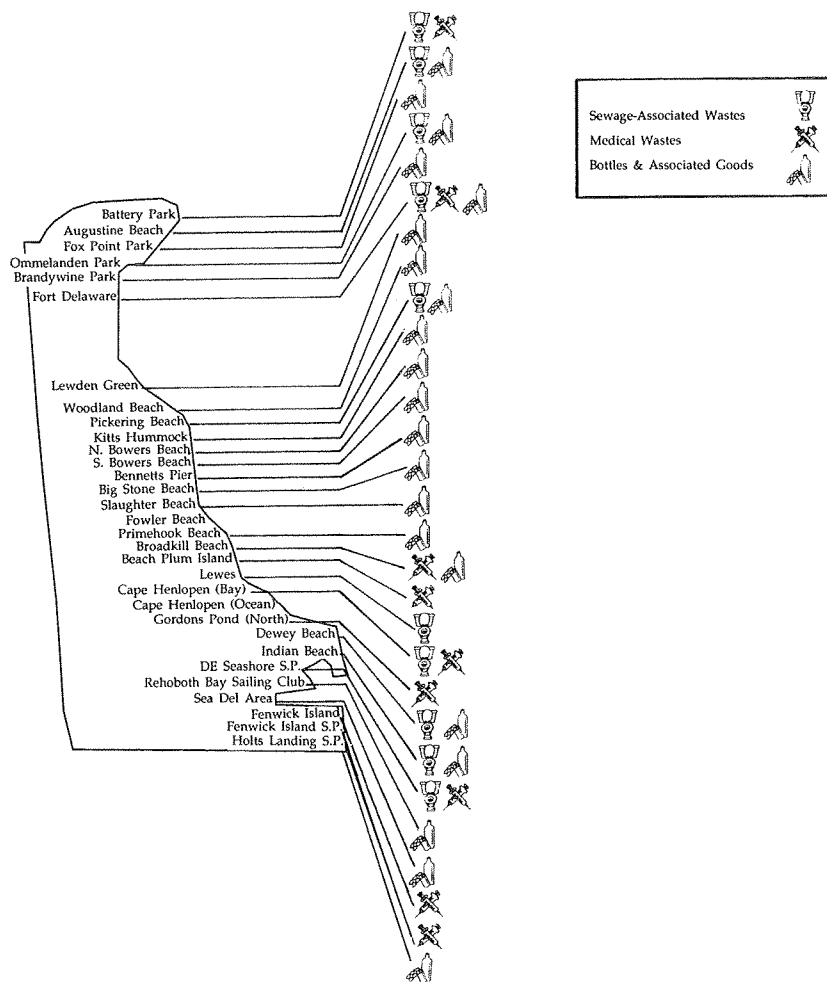 Sewage-Associated Wastes
Medical Wastes
Bottles & Associated Goods
Battery Park
Augustine Beach
Fox Point Park
Ommelanden Park
Brandywine Park
Fort Delaware
Lewden Green
Woodland Beach
Pickering Beach
Kitts Hummock
N. Bowers Beach
S. Bowers Beach
Bennetts Pier
Big Stone Beach
Slaughter Beach
Fowler Beach
Primehook Beach
Broadkill Beach
Beach Plum Island
Lewes
Cape Henlopen (Bay)
Cape Henlopen (Ocean)
Gordons Pond (North)
Dewey Beach
Indian Beach
DE Seashore S.P.
Rehoboth Bay Sailing Club
Sea Del Area
Fenwick Island
Fenwick Island S.P.
Holts Landing S.P.